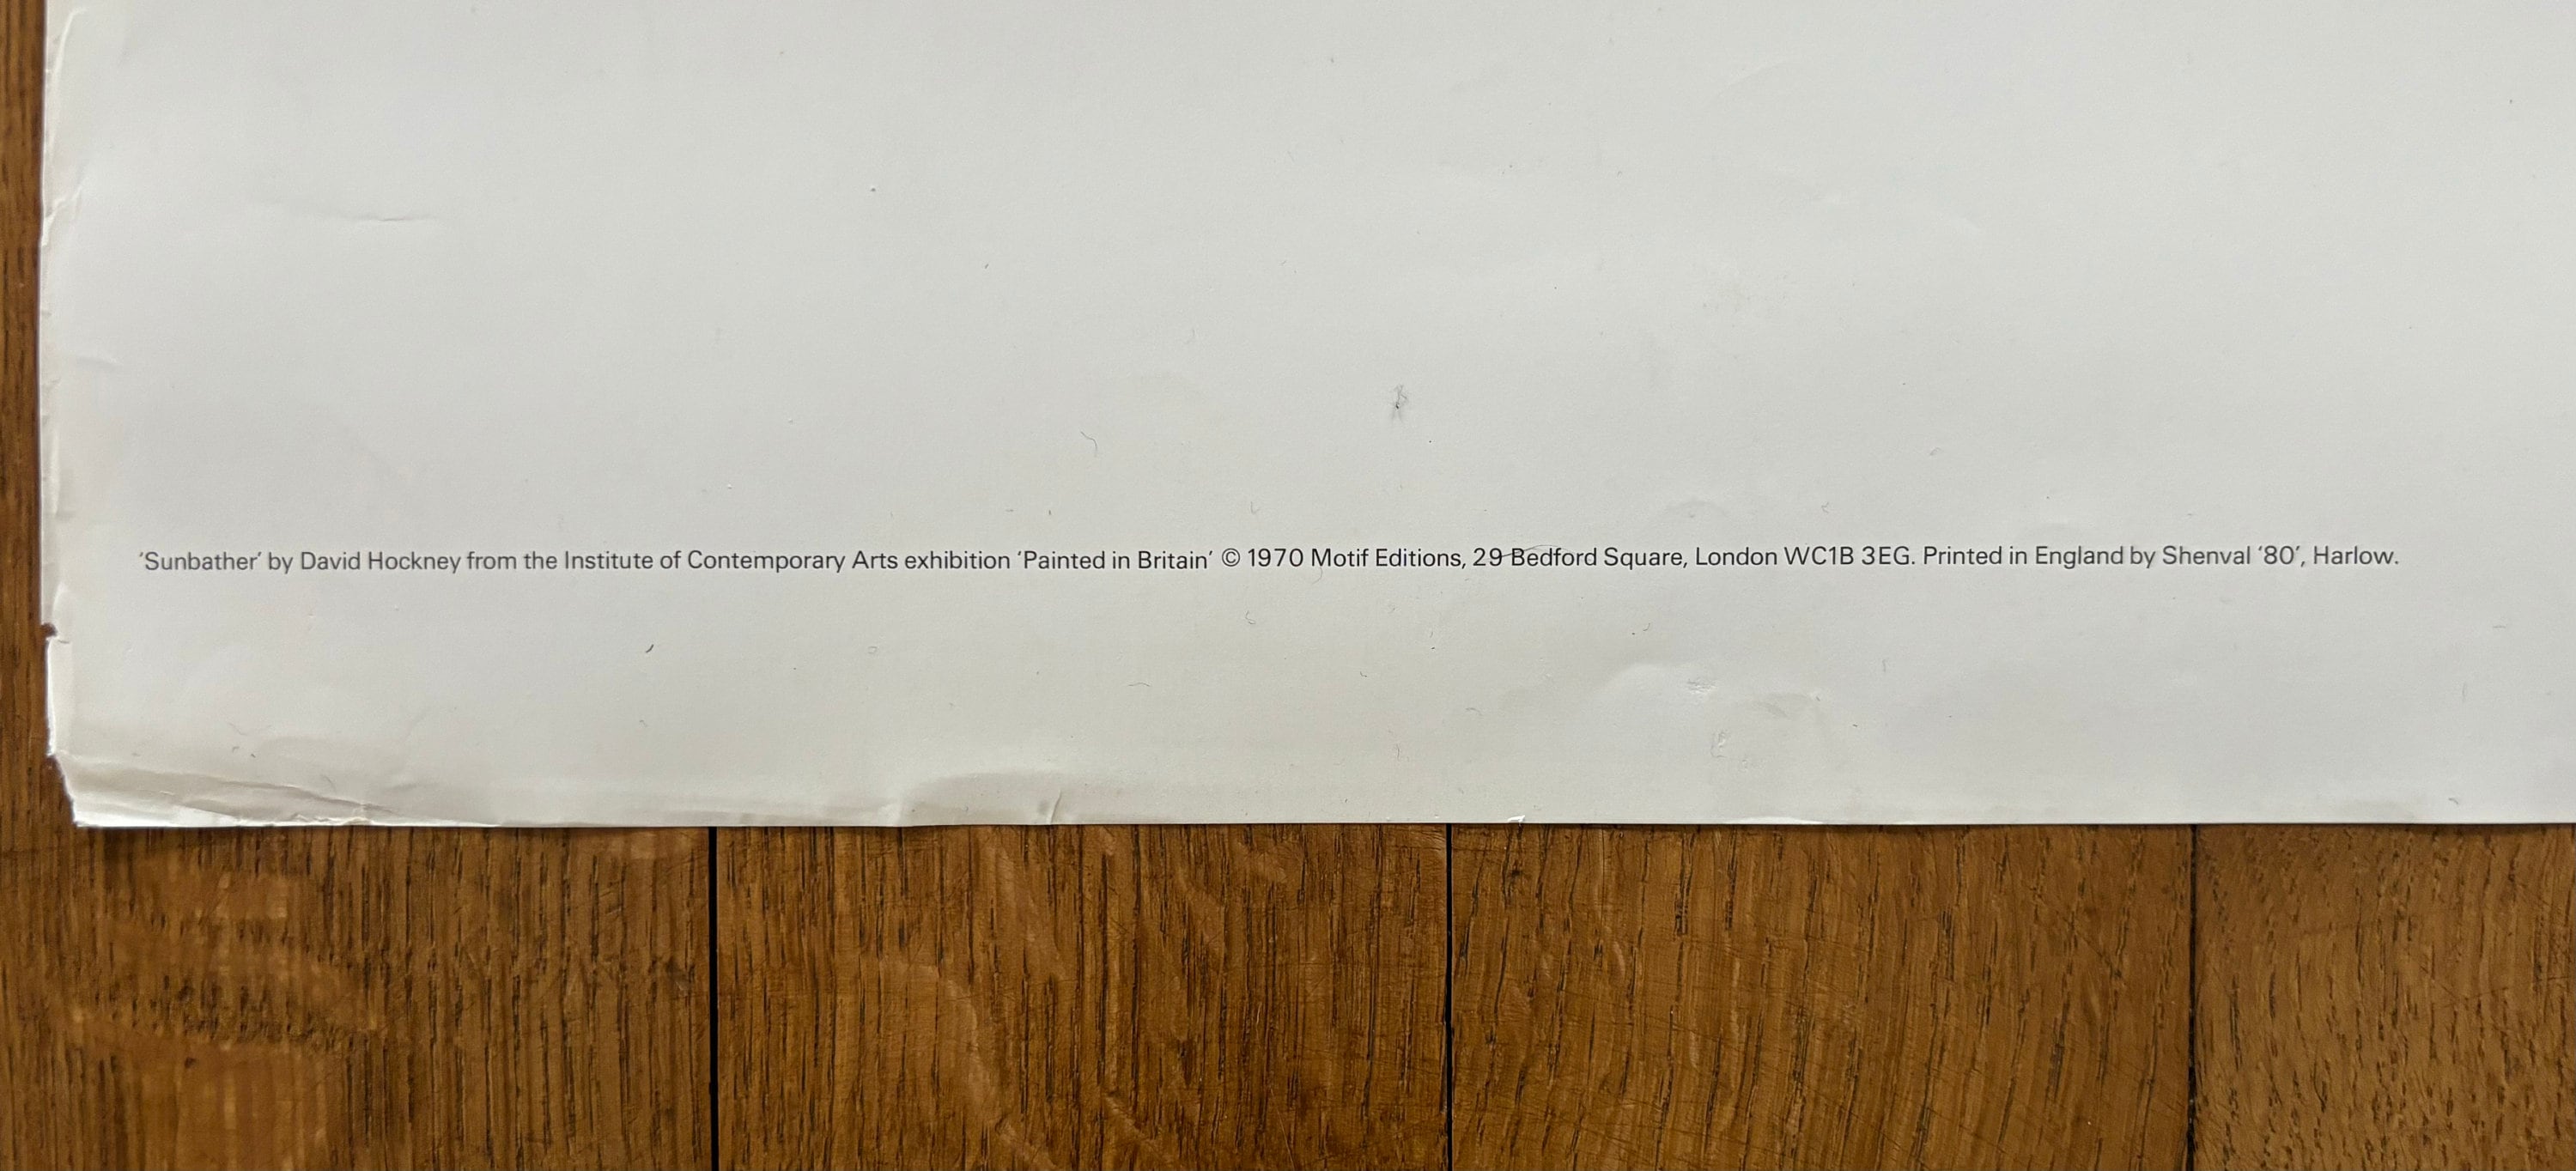 ‘Sunbather’ by David Hockney from the Institute of Contemporary Arts exhibition ‘Painted in Britain’ © 1970 Motif Editions, 29 Bedford Square, London WC1B 3EG. Printed in England by Shenval ‘80’, Harlow.